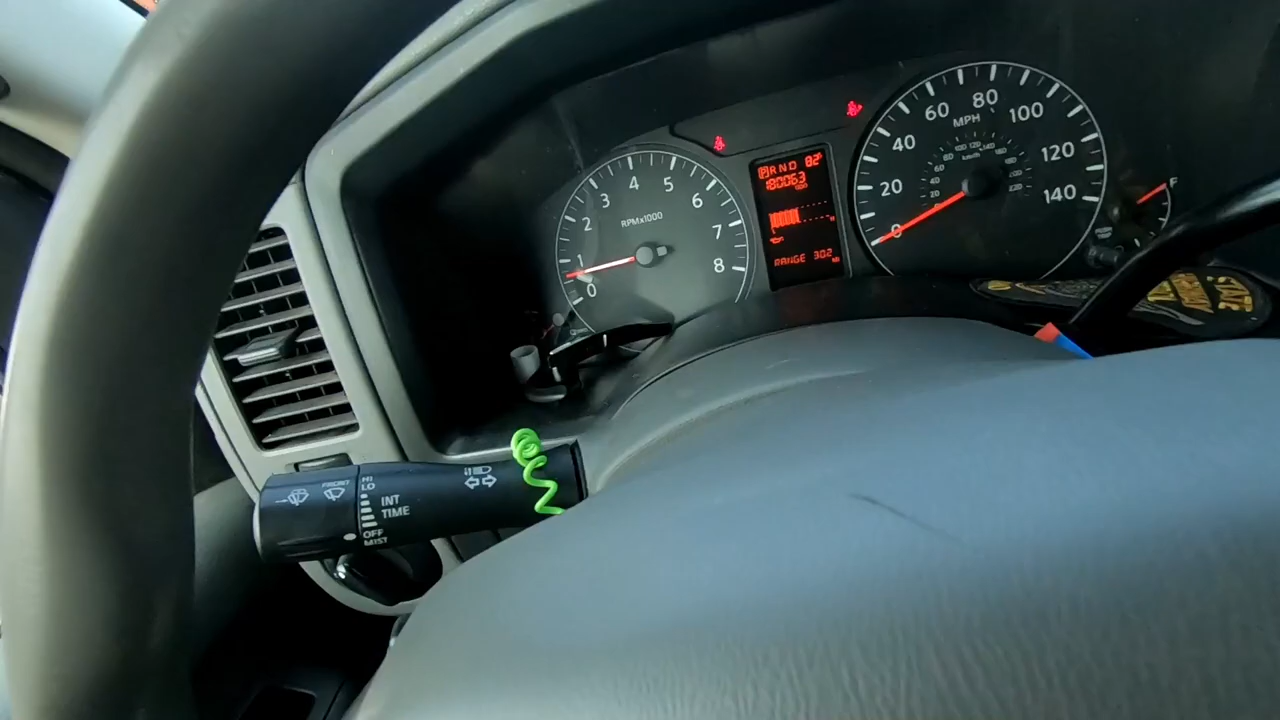 0 1 2 3 4 5 6 7 8
RPMx1000
P R N D 82°
180063
RANGE 302
0 20 40 60 80 100 120 140
MPH
km/h
F
FRONT
HI
LO
INT
TIME
OFF
MIST